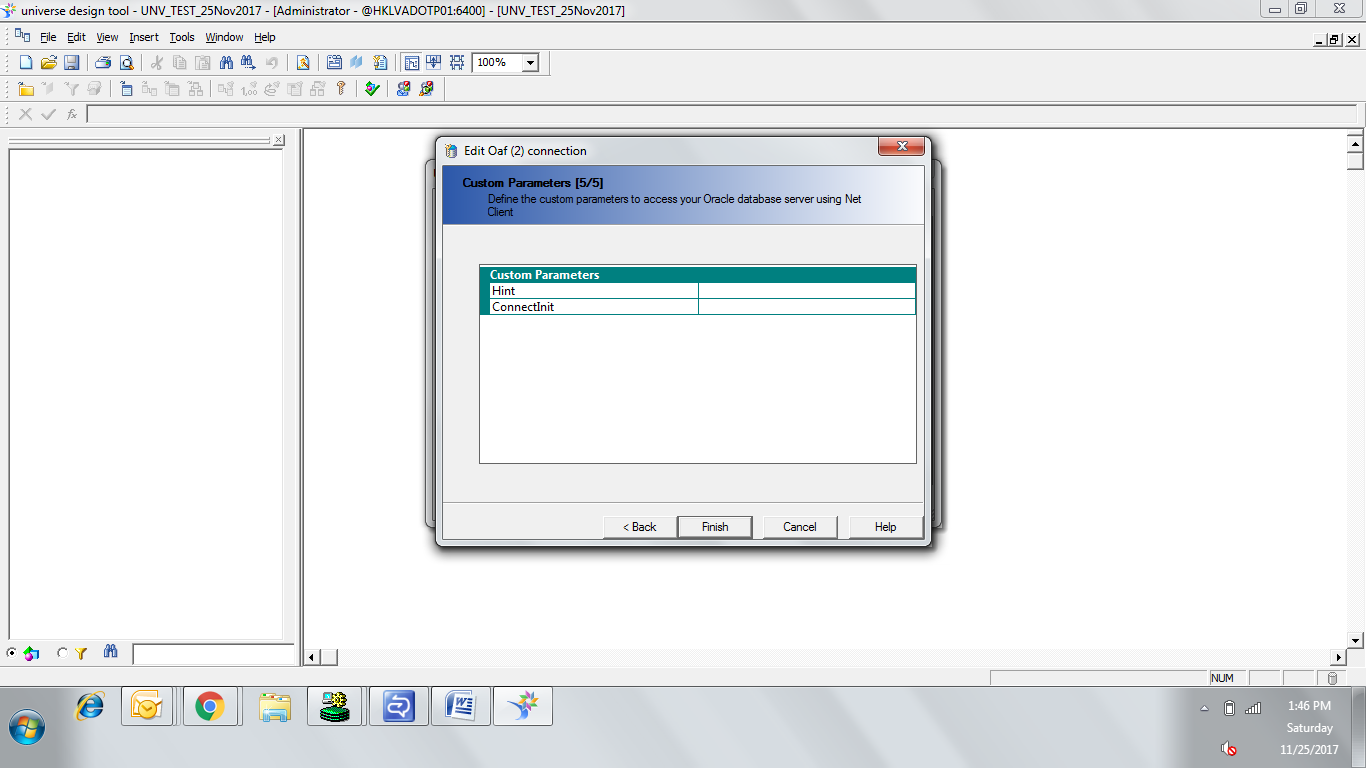 universe design tool - UNV_TEST_25Nov2017 - [Administrator - @HKLVADOTP01:6400] - [UNV_TEST_25Nov2017]
File Edit View Insert Tools Window Help
100%
Edit Oaf (2) connection
Custom Parameters [5/5]
Define the custom parameters to access your Oracle database server using Net
Client
Custom Parameters
Hint
ConnectInit
< Back Finish Cancel Help
NUM
1:46 PM
Saturday
11/25/2017